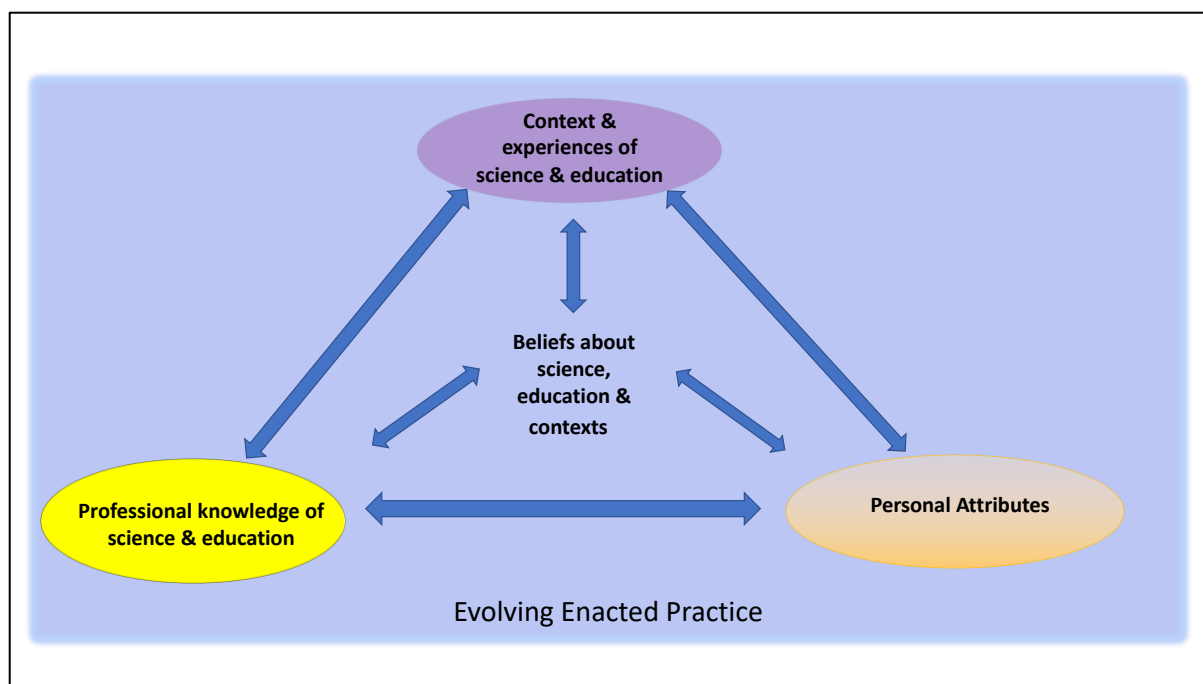 Context &
experiences of
science & education
Beliefs about
science,
education &
contexts
Professional knowledge of
science & education
Personal Attributes
Evolving Enacted Practice